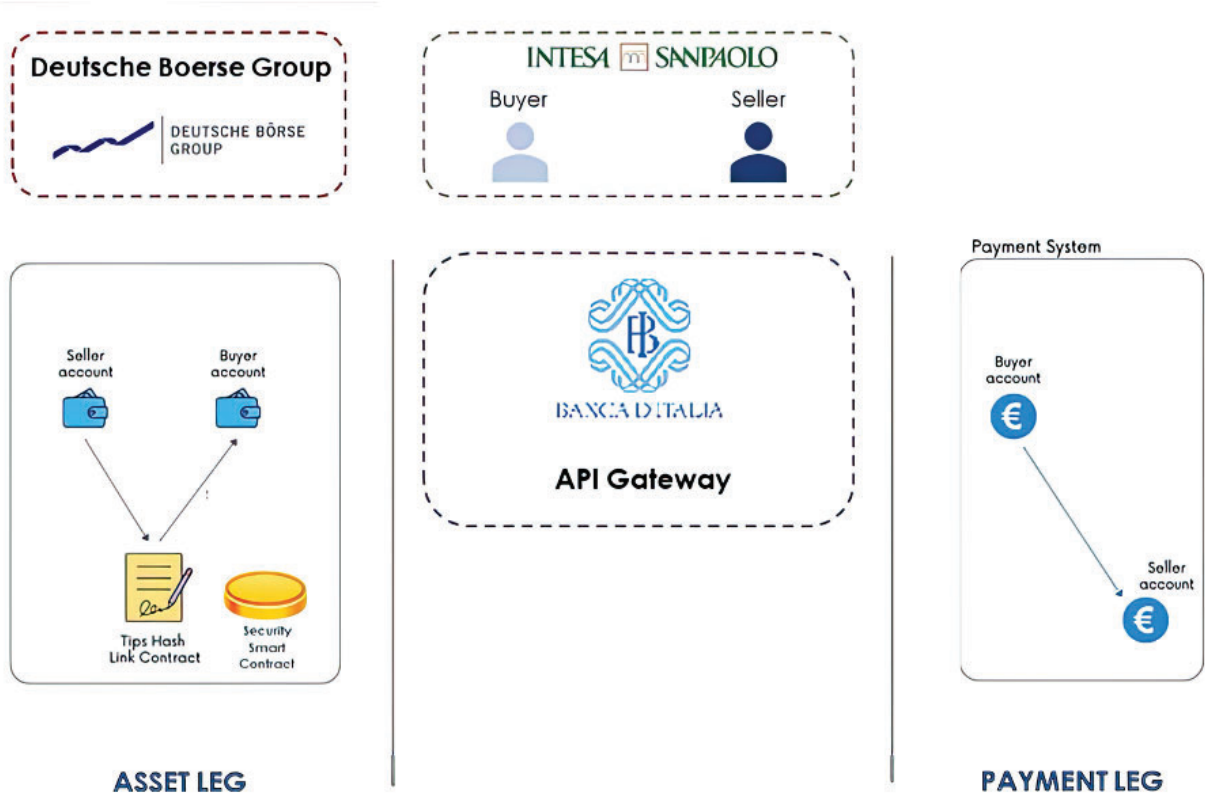 Deutsche Boerse Group
DEUTSCHE BÖRSE
GROUP
INTESA SANPAOLO
Buyer
Seller
Seller
account
Buyer
account
Tips Hash
Link Contract
Security
Smart
Contract
BANCA D'ITALIA
API Gateway
Payment System
Buyer
account
€
Seller
account
€
ASSET LEG
PAYMENT LEG